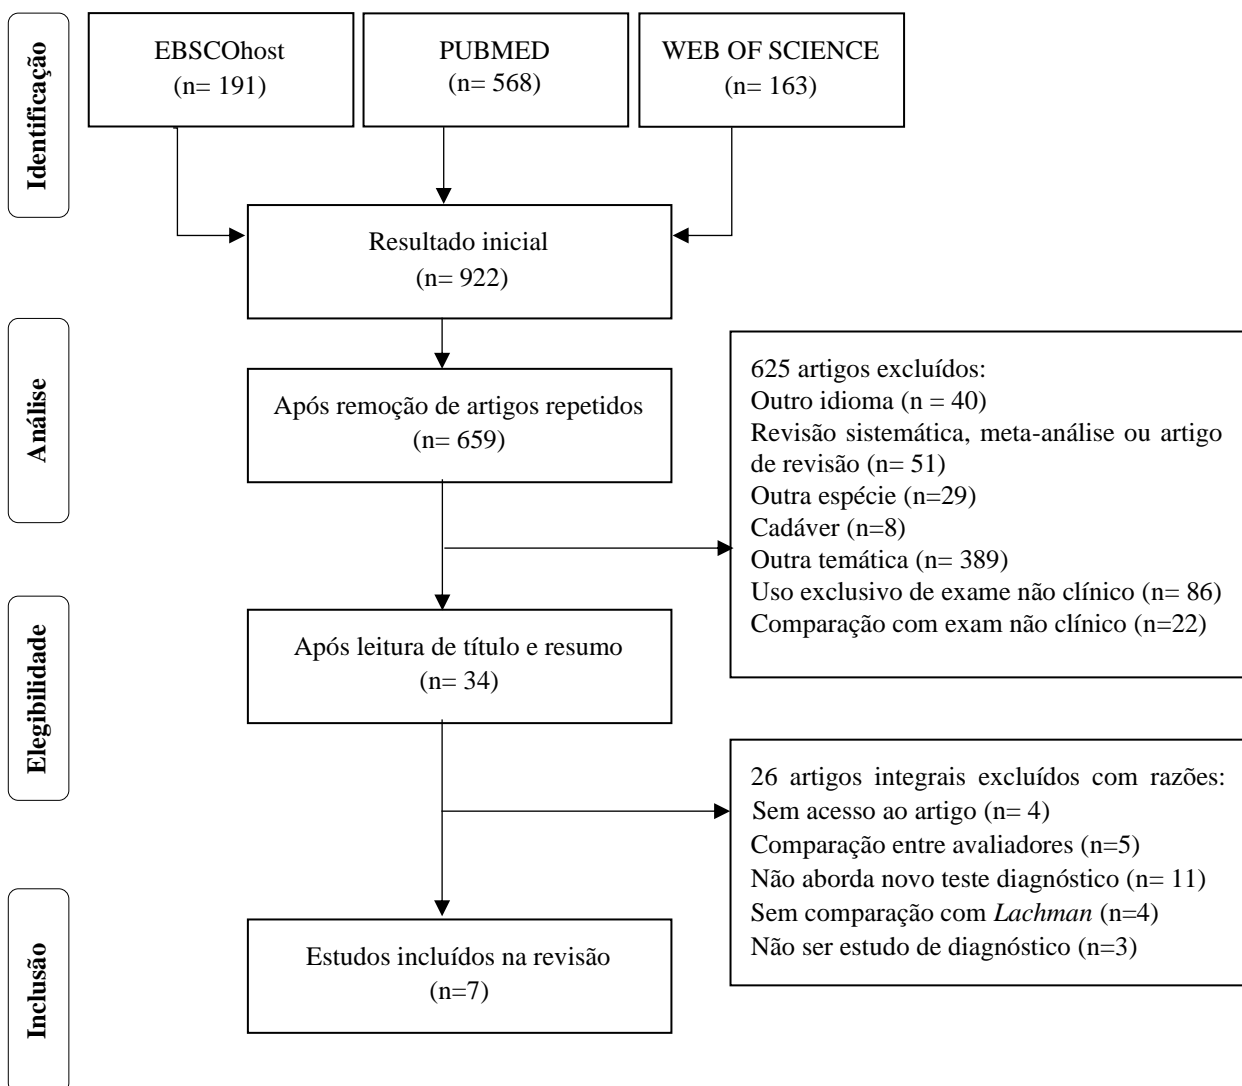 Identificação
EBSCOhost
(n= 191)
PUBMED
(n= 568)
WEB OF SCIENCE
(n= 163)
Resultado inicial
(n= 922)
Análise
Após remoção de artigos repetidos
(n= 659)
625 artigos excluídos:
Outro idioma (n = 40)
Revisão sistemática, meta-análise ou artigo
de revisão (n= 51)
Outra espécie (n=29)
Cadáver (n=8)
Outra temática (n= 389)
Uso exclusivo de exame não clínico (n= 86)
Comparação com exam não clínico (n=22)
Elegibilidade
Após leitura de título e resumo
(n= 34)
26 artigos integrais excluídos com razões:
Sem acesso ao artigo (n= 4)
Comparação entre avaliadores (n=5)
Não aborda novo teste diagnóstico (n= 11)
Sem comparação com Lachman (n=4)
Não ser estudo de diagnóstico (n=3)
Inclusão
Estudos incluídos na revisão
(n=7)